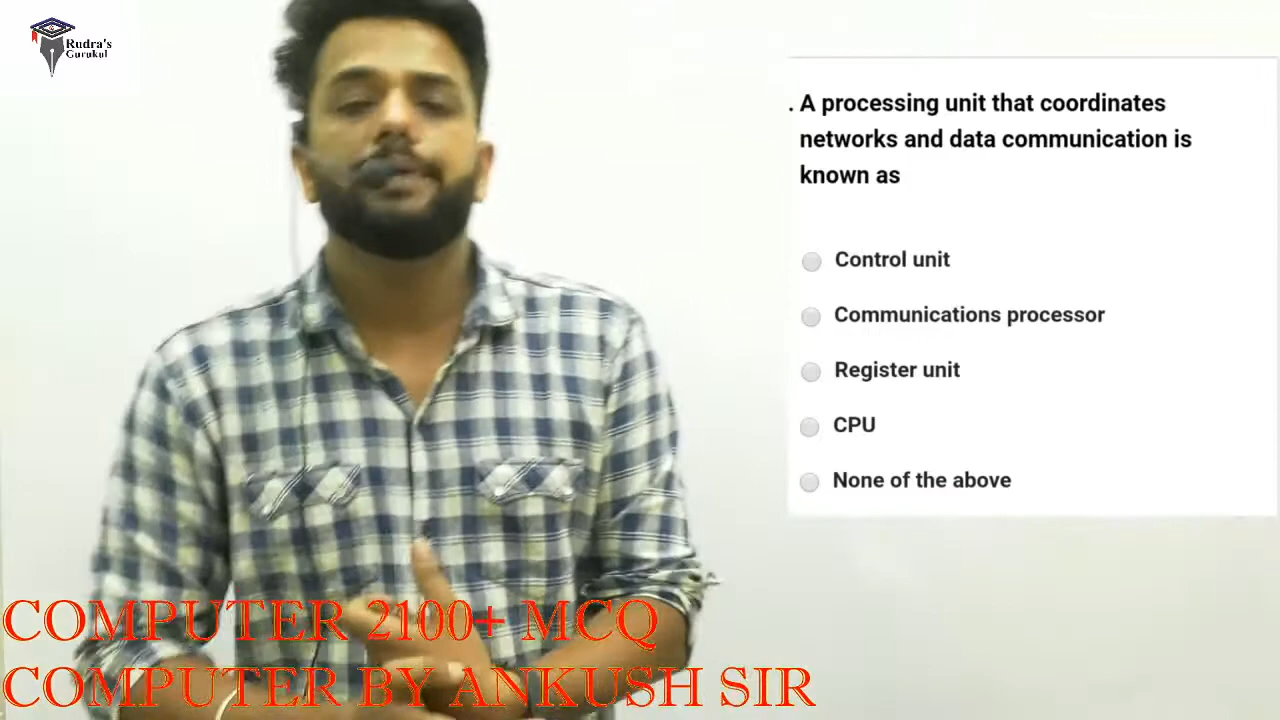 Rudra's
Gurukul
. A processing unit that coordinates
networks and data communication is
known as
Control unit
Communications processor
Register unit
CPU
None of the above
COMPUTER 2100+ MCQ
COMPUTER BY ANKUSH SIR